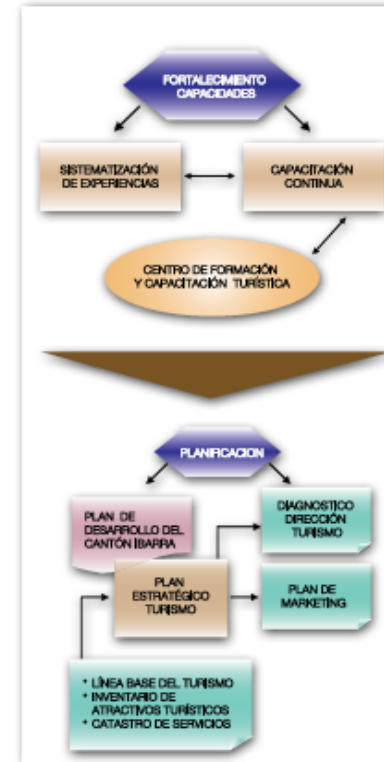 FORTALECIMIENTO
CAPACIDADES
SISTEMATIZACIÓN
DE EXPERIENCIAS
CAPACITACIÓN
CONTINUA
CENTRO DE FORMACIÓN
Y CAPACITACIÓN TURÍSTICA
PLANIFICACION
PLAN DE
DESARROLLO DEL
CANTÓN IBARRA
DIAGNOSTICO
DIRECCIÓN
TURISMO
PLAN
ESTRATÉGICO
TURISMO
PLAN DE
MARKETING
* LÍNEA BASE DEL TURISMO
* INVENTARIO DE
ATRACTIVOS TURÍSTICOS
* CATASTRO DE SERVICIOS